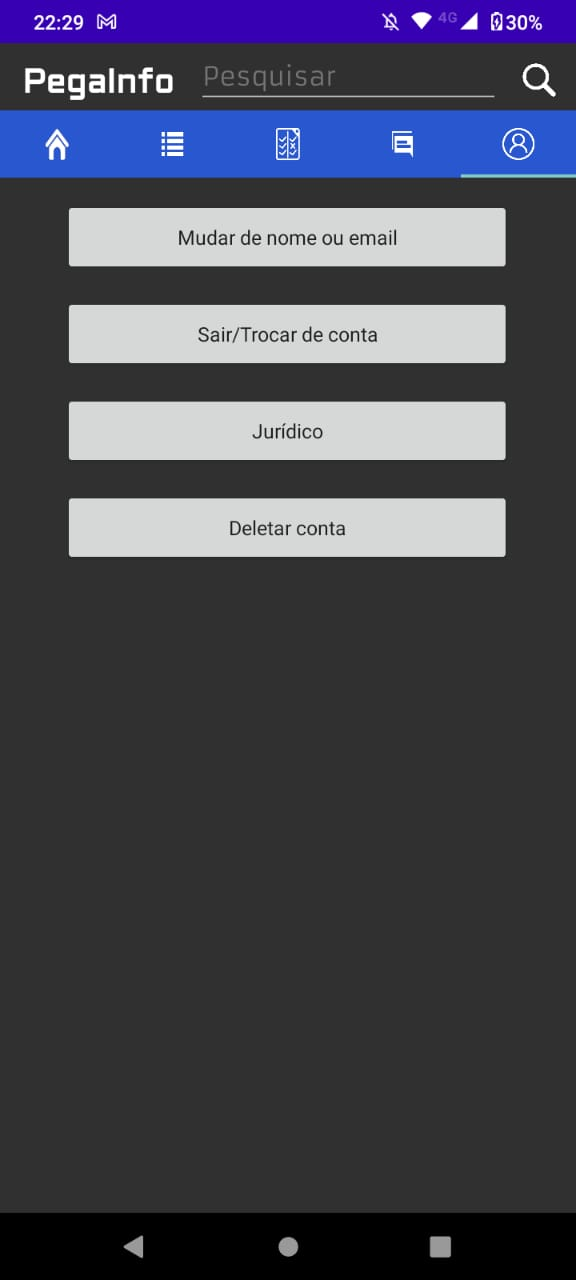 22:29 4G 30%
PegaInfo Pesquisar
Mudar de nome ou email
Sair/Trocar de conta
Jurídico
Deletar conta